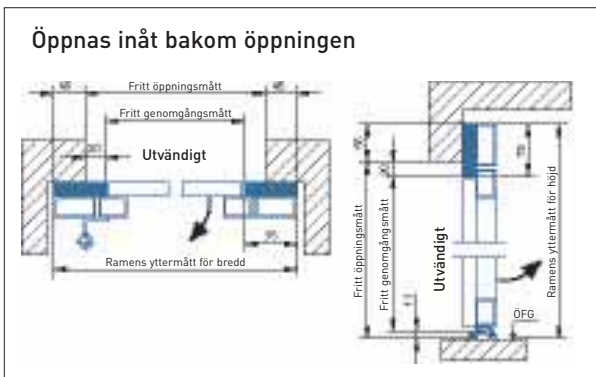 Öppnas inåt bakom öppningen
Fritt öppningsmått
Fritt genomgångsmått
Utvändigt
Ramens yttermått för bredd
Fritt öppningsmått
Fritt genomgångsmått
Utvändigt
Ramens yttermått för höjd
ÖFG